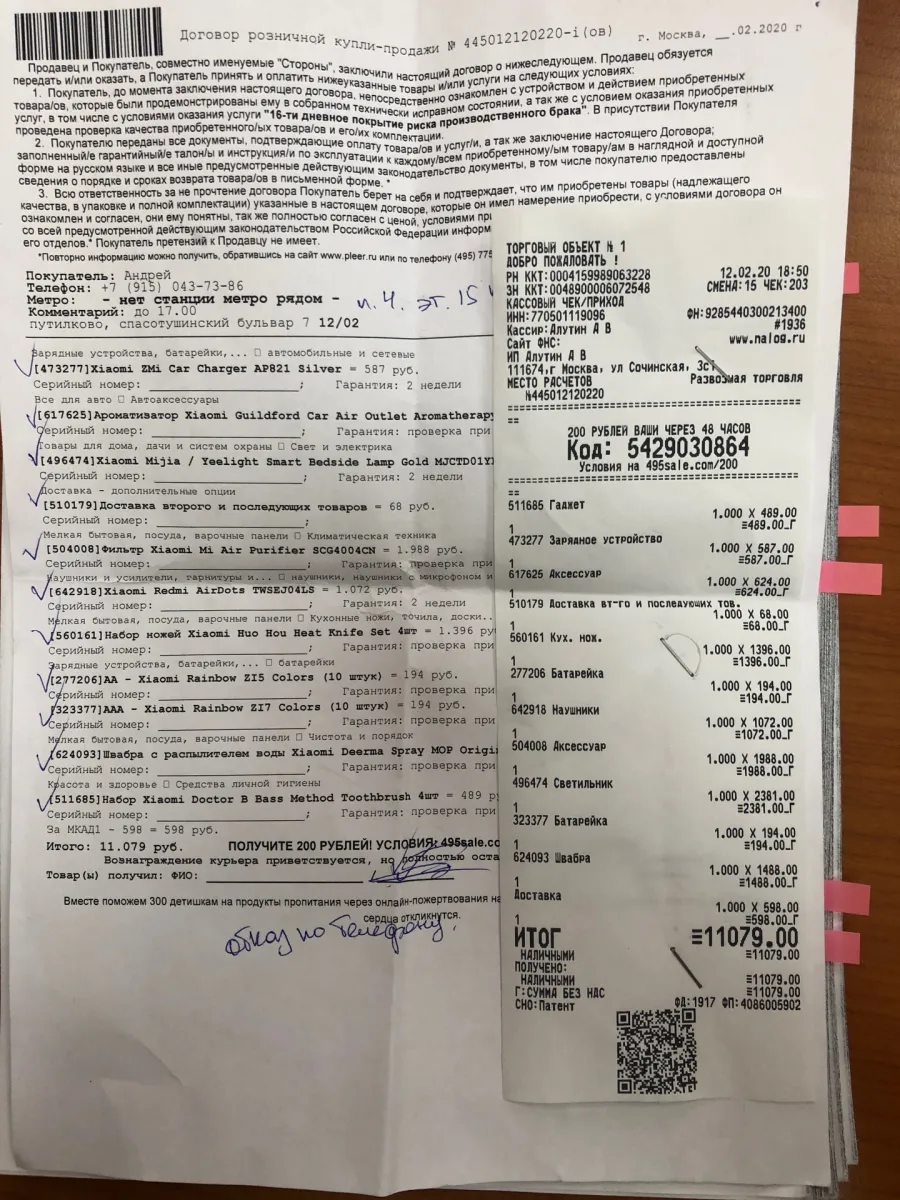 Договор розничной купли-продажи № 445012120220-i(ов) г. Москва, __.02.2020 г
Продавец и Покупатель, совместно именуемые "Стороны", заключили настоящий договор о нижеследующем. Продавец обязуется
передать и/или оказать, а Покупатель принять и оплатить нижеуказанные товары и/или услуги на следующих условиях:
1. Покупатель, до момента заключения настоящего договора, непосредственно ознакомлен с устройством и действием приобретенных
товара/ов, которые были продемонстрированы ему в собранном технически исправном состоянии, а так же с условием оказания приобретенных
услуг, в том числе с условиями оказания услуги "16-ти дневное покрытие риска производственного брака". В присутствии Покупателя
проведена проверка качества приобретенного/ых товара/ов и его/их комплектации.
2. Покупателю переданы все документы, подтверждающие оплату товара/ов и услуг/и, а так же заключение настоящего Договора;
заполненный/е гарантийный/е талон/ы и инструкция/и по эксплуатации к каждому/всем приобретенному/ым товару/ам в наглядной и доступной
форме на русском языке и все иные предусмотренные действующим законодательство документы, в том числе покупателю предоставлены
сведения о порядке и сроках возврата товара/ов в письменной форме. *
3. Всю ответственность за не прочтение договора Покупатель берет на себя и подтверждает, что им приобретены товары (надлежащего
качества, в упаковке и полной комплектации) указанные в настоящем договоре, которые он имел намерение приобрести, с условиями договора он
ознакомлен и согласен, они ему понятны, так же полностью согласен с ценой, условиями
со всей предусмотренной действующим законодательством Российской Федерации информ
его отделов.* Покупатель претензий к Продавцу не имеет.
*Повторно информацию можно получить, обратившись на сайт www.pleer.ru или по телефону (495) 775
Покупатель: Андрей
Телефон: +7 (915) 043-73-86
Метро: - нет станции метро рядом - п.4. эт.15
Комментарий: до 17.00
путилково, спасотушинский бульвар 7 12/02
Зарядные устройства, батарейки,... □ автомобильные и сетевые
[473277]Xiaomi ZMi Car Charger AP821 Silver = 587 руб.
Серийный номер: ; Гарантия: 2 недели
Все для авто □ Автоаксессуары
[617625]Ароматизатор Xiaomi Guildford Car Air Outlet Aromatherapy
Серийный номер: ; Гарантия: проверка при
Товары для дома, дачи и систем охраны □ Свет и электрика
[496474]Xiaomi Mijia / Yeelight Smart Bedside Lamp Gold MJCTD01Y
Серийный номер: ; Гарантия: 2 недели
Доставка - дополнительные опции
[510179]Доставка второго и последующих товаров = 68 руб.
Серийный номер: ;
Мелкая бытовая, посуда, варочные панели □ Климатическая техника
[504008]Фильтр Xiaomi Mi Air Purifier SCG4004CN = 1.988 руб.
Серийный номер: ; Гарантия: проверка при
Наушники и усилители, гарнитуры и... □ наушники, наушники с микрофоном и
[642918]Xiaomi Redmi AirDots TWSEJ04LS = 1.072 руб.
Серийный номер: ; Гарантия: 2 недели
Мелкая бытовая, посуда, варочные панели □ Кухонные ножи, точила, доски..
[560161]Набор ножей Xiaomi Huo Hou Heat Knife Set 4шт = 1.396 ру
Серийный номер: ; Гарантия: проверка при
Зарядные устройства, батарейки,... □ батарейки
[277206]AA - Xiaomi Rainbow ZI5 Colors (10 штук) = 194 руб.
Серийный номер: ; Гарантия: проверка при
[323377]AAA - Xiaomi Rainbow ZI7 Colors (10 штук) = 194 руб.
Серийный номер: ; Гарантия: проверка при
Мелкая бытовая, посуда, варочные панели □ Чистота и порядок
[624093]Швабра с распылителем воды Xiaomi Deerma Spray MOP Origi
Серийный номер: ; Гарантия: проверка при
Красота и здоровье □ Средства личной гигиены
[511685]Набор Xiaomi Doctor B Bass Method Toothbrush 4шт = 489 р
Серийный номер: ; Гарантия: проверка при
За МКАД1 - 598 = 598 руб.
Итого: 11.079 руб. ПОЛУЧИТЕ 200 РУБЛЕЙ! УСЛОВИЯ: 495sale.co
Вознаграждение курьера приветствуется, но полностью оста
Товар(ы) получил: ФИО:
Вместе поможем 300 детишкам на продукты пропитания через онлайн-пожертвования на
сердца откликнутся.
отказ по телефону.
ТОРГОВЫЙ ОБЪЕКТ № 1
ДОБРО ПОЖАЛОВАТЬ !
РН ККТ:0004159989063228 12.02.20 18:50
ЗН ККТ:0048900006072548 СМЕНА:15 ЧЕК:203
КАССОВЫЙ ЧЕК/ПРИХОД
ИНН:770501119096 ФН:9285440300213400
Кассир:Алутин А В #1936
Сайт ФНС: www.nalog.ru
ИП Алутин А В
111674,г Москва, ул Сочинская, 3с1
МЕСТО РАСЧЕТОВ Развозная торговля
№445012120220
==
200 РУБЛЕЙ ВАШИ ЧЕРЕЗ 48 ЧАСОВ
Код: 5429030864
Условия на 495sale.com/200
==
511685 Гаджет
1.000 X 489.00
1 ≡489.00_Г
473277 Зарядное устройство
1.000 X 587.00
1 ≡587.00_Г
617625 Аксессуар
1.000 X 624.00
1 ≡624.00_Г
510179 Доставка вт-го и последующих тов.
1.000 X 68.00
1 ≡68.00_Г
560161 Кух. нож.
1.000 X 1396.00
1 ≡1396.00_Г
277206 Батарейка
1.000 X 194.00
1 ≡194.00_Г
642918 Наушники
1.000 X 1072.00
1 ≡1072.00_Г
504008 Аксессуар
1.000 X 1988.00
1 ≡1988.00_Г
496474 Светильник
1.000 X 2381.00
1 ≡2381.00_Г
323377 Батарейка
1.000 X 194.00
1 ≡194.00_Г
624093 Швабра
1.000 X 1488.00
1 ≡1488.00_Г
Доставка
1.000 X 598.00
1 ≡598.00_Г
ИТОГ ≡11079.00
НАЛИЧНЫМИ ≡11079.00
ПОЛУЧЕНО:
НАЛИЧНЫМИ ≡11079.00
Г:СУММА БЕЗ НДС ≡11079.00
СНО:Патент ФД:1917 ФП:4086005902